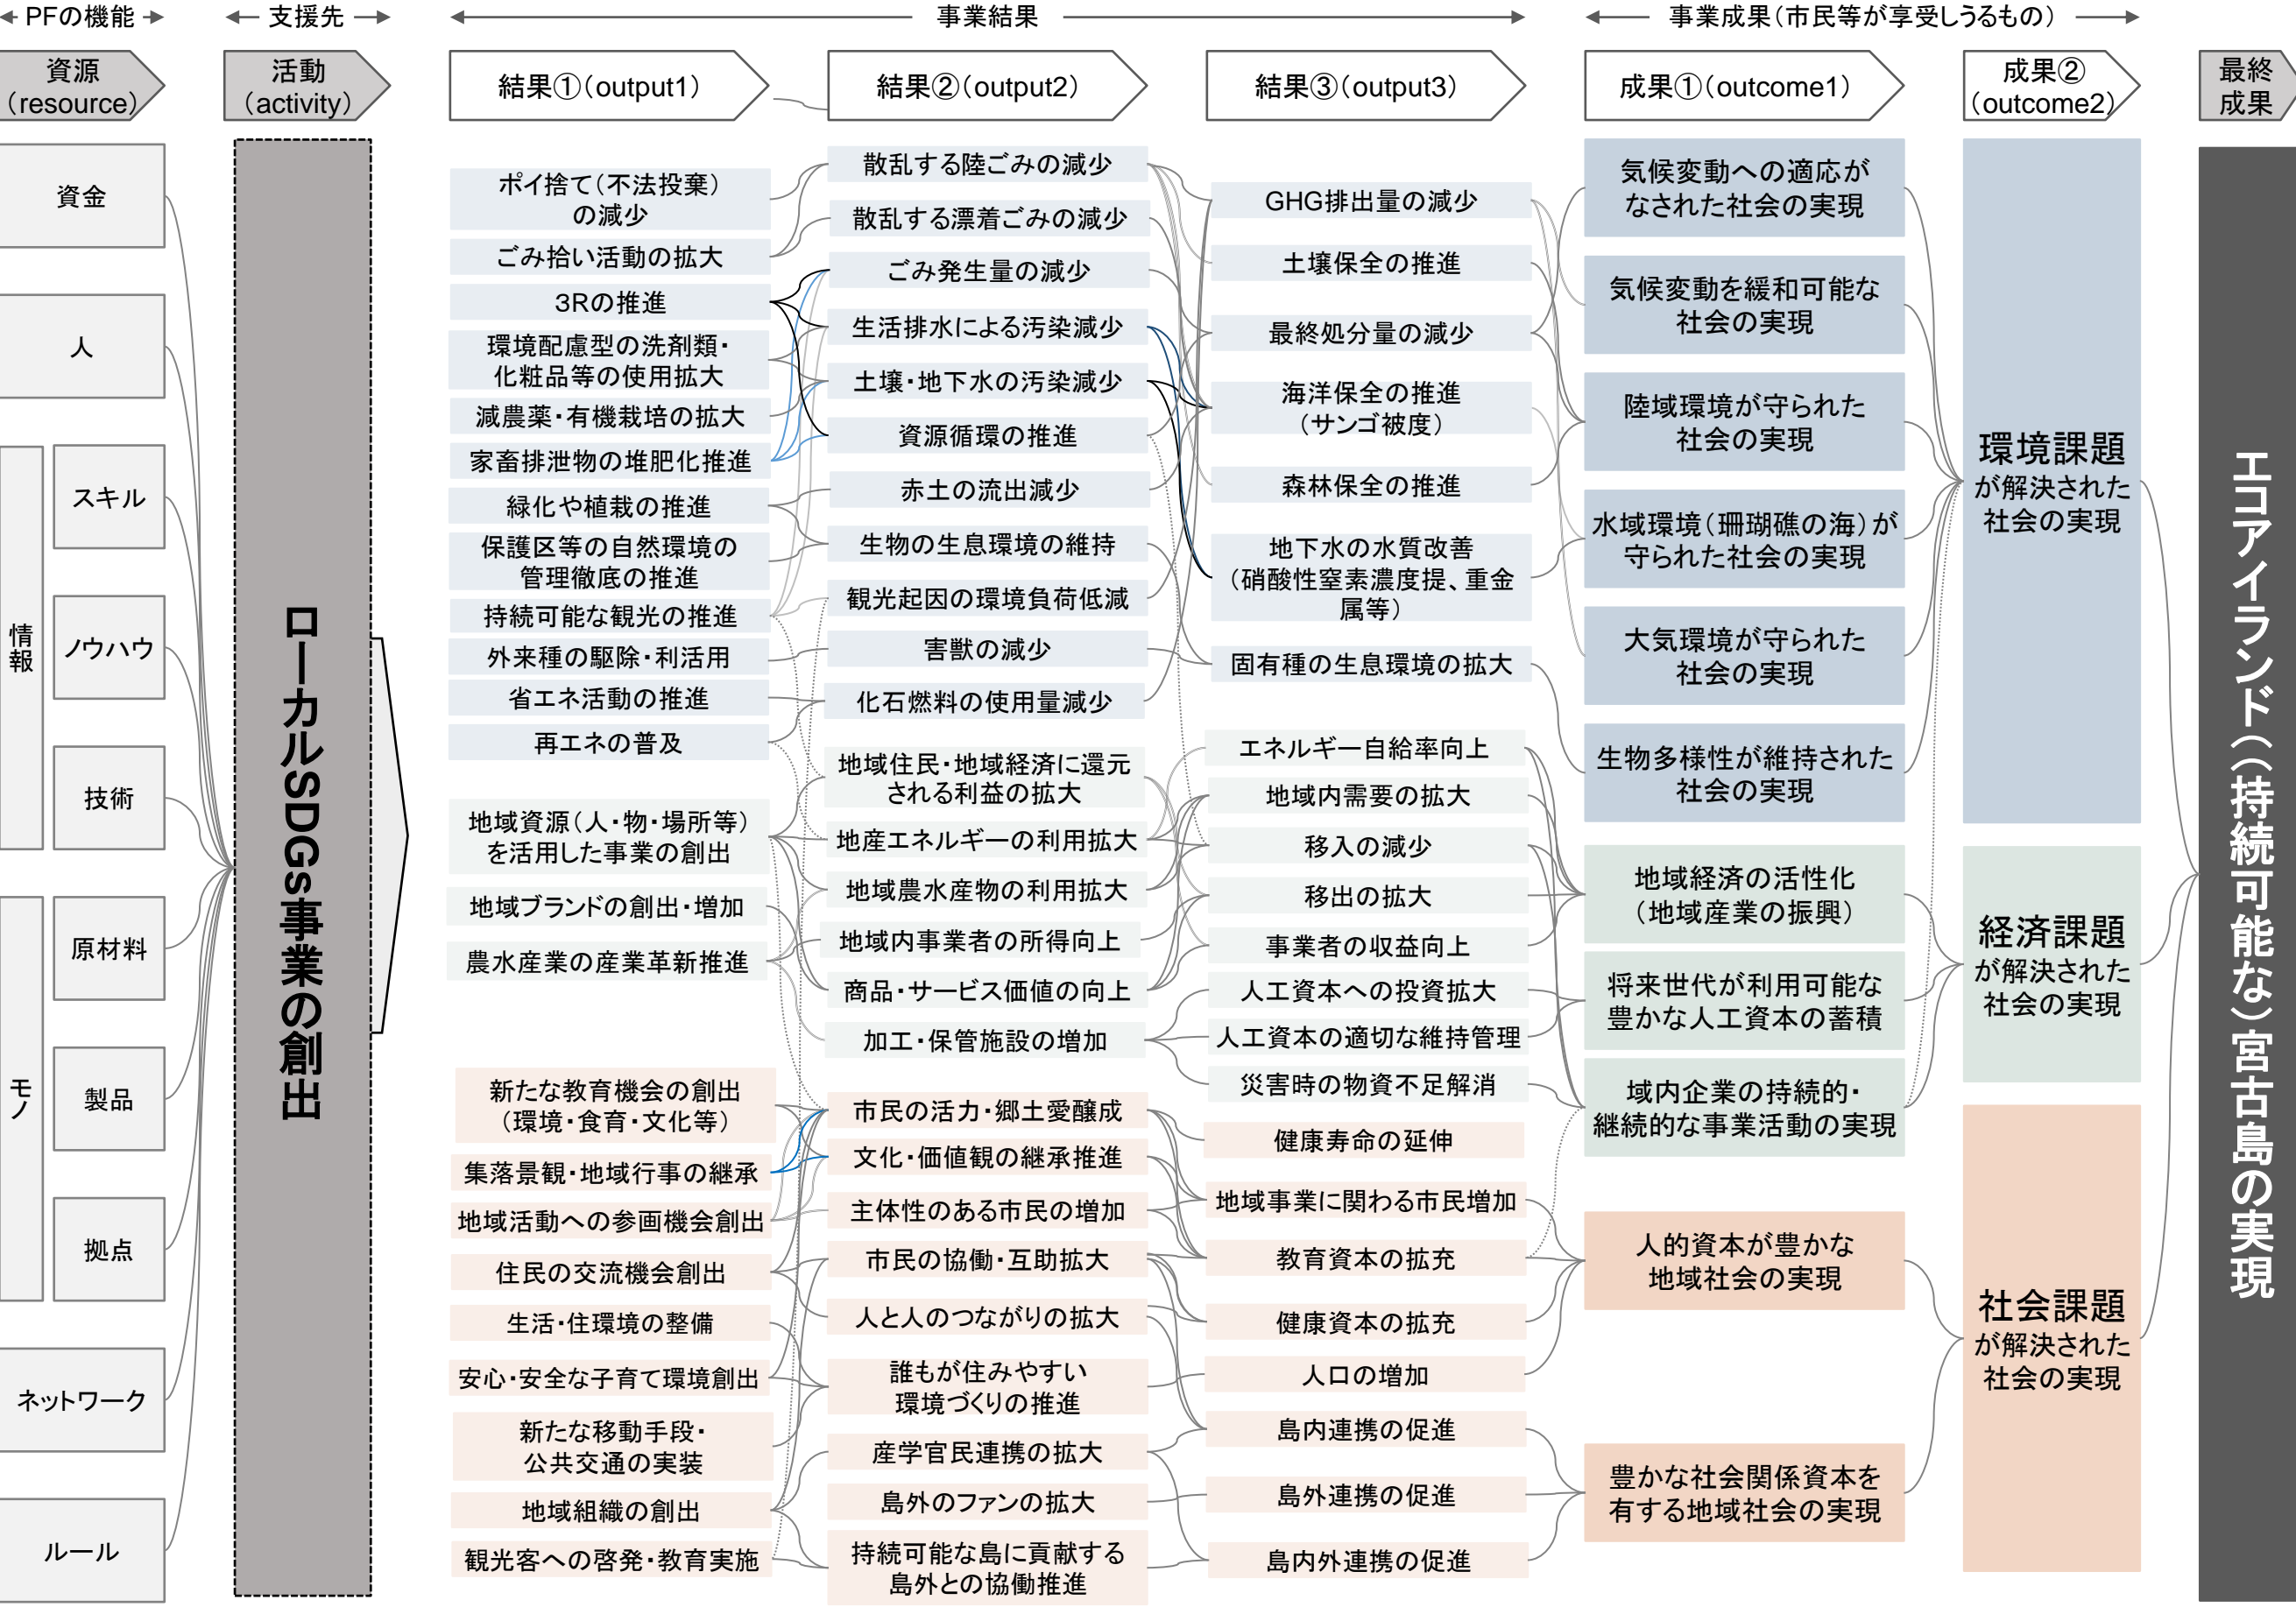 PFの機能
支援先
事業結果
事業成果（市民等が享受しうるもの）
資源
（resource）
活動
（activity）
結果①（output1）
結果②（output2）
結果③（output3）
成果①（outcome1）
成果②
（outcome2）
最終
成果
資金
人
情報
スキル
ノウハウ
技術
モノ
原材料
製品
拠点
ネットワーク
ルール
ローカルSDGs事業の創出
ポイ捨て（不法投棄）
の減少
ごみ拾い活動の拡大
3Rの推進
環境配慮型の洗剤類・
化粧品等の使用拡大
減農薬・有機栽培の拡大
家畜排泄物の堆肥化推進
緑化や植栽の推進
保護区等の自然環境の
管理徹底の推進
持続可能な観光の推進
外来種の駆除・利活用
省エネ活動の推進
再エネの普及
地域資源（人・物・場所等）
を活用した事業の創出
地域ブランドの創出・増加
農水産業の産業革新推進
新たな教育機会の創出
（環境・食育・文化等）
集落景観・地域行事の継承
地域活動への参画機会創出
住民の交流機会創出
生活・住環境の整備
安心・安全な子育て環境創出
新たな移動手段・
公共交通の実装
地域組織の創出
観光客への啓発・教育実施
散乱する陸ごみの減少
散乱する漂着ごみの減少
ごみ発生量の減少
生活排水による汚染減少
土壌・地下水の汚染減少
資源循環の推進
赤土の流出減少
生物の生息環境の維持
観光起因の環境負荷低減
害獣の減少
化石燃料の使用量減少
地域住民・地域経済に還元
される利益の拡大
地産エネルギーの利用拡大
地域農水産物の利用拡大
地域内事業者の所得向上
商品・サービス価値の向上
加工・保管施設の増加
市民の活力・郷土愛醸成
文化・価値観の継承推進
主体性のある市民の増加
市民の協働・互助拡大
人と人のつながりの拡大
誰もが住みやすい
環境づくりの推進
産学官民連携の拡大
島外のファンの拡大
持続可能な島に貢献する
島外との協働推進
GHG排出量の減少
土壌保全の推進
最終処分量の減少
海洋保全の推進
（サンゴ被度）
森林保全の推進
地下水の水質改善
（硝酸性窒素濃度提、重金
属等）
固有種の生息環境の拡大
エネルギー自給率向上
地域内需要の拡大
移入の減少
移出の拡大
事業者の収益向上
人工資本への投資拡大
人工資本の適切な維持管理
災害時の物資不足解消
健康寿命の延伸
地域事業に関わる市民増加
教育資本の拡充
健康資本の拡充
人口の増加
島内連携の促進
島外連携の促進
島内外連携の促進
気候変動への適応が
なされた社会の実現
気候変動を緩和可能な
社会の実現
陸域環境が守られた
社会の実現
水域環境（珊瑚礁の海）が
守られた社会の実現
大気環境が守られた
社会の実現
生物多様性が維持された
社会の実現
地域経済の活性化
（地域産業の振興）
将来世代が利用可能な
豊かな人工資本の蓄積
域内企業の持続的・
継続的な事業活動の実現
人的資本が豊かな
地域社会の実現
豊かな社会関係資本を
有する地域社会の実現
環境課題
が解決された
社会の実現
経済課題
が解決された
社会の実現
社会課題
が解決された
社会の実現
エコアイランド（（持続可能な）宮古島の実現